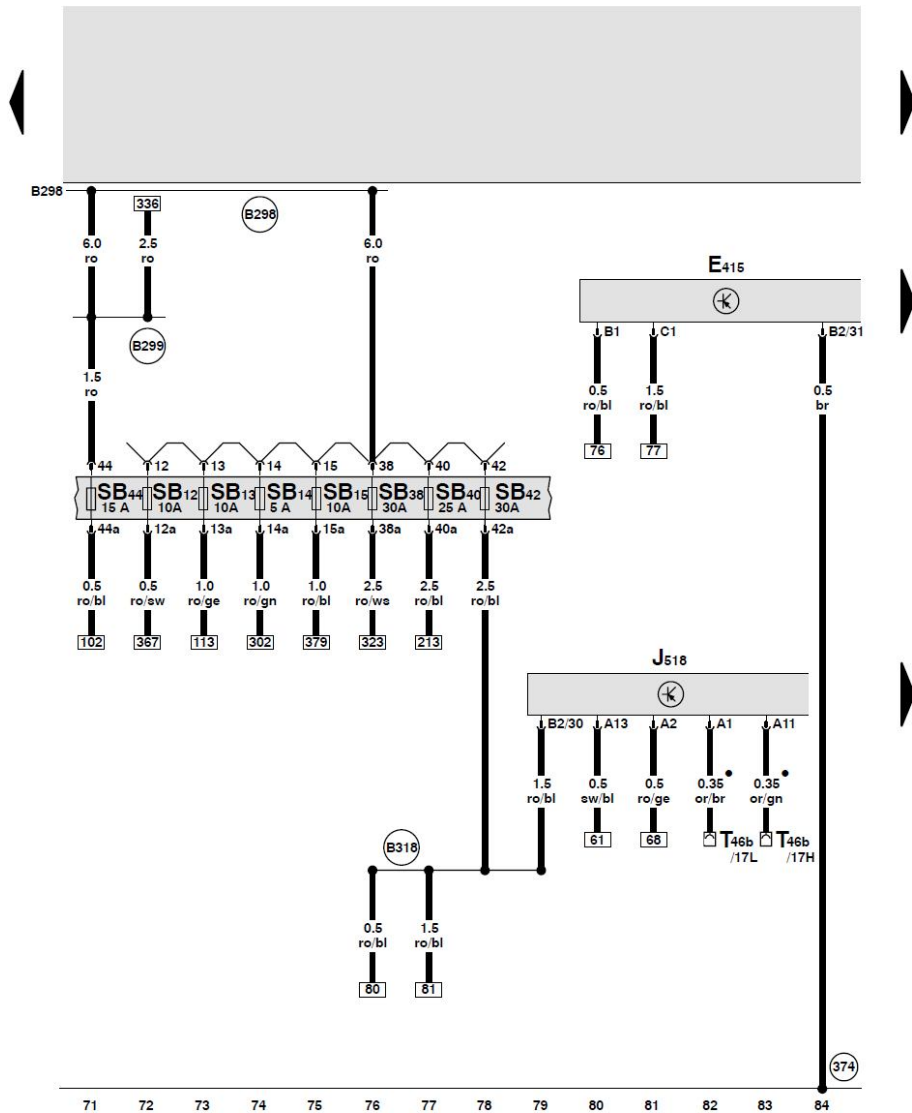 B298
336
B298
6.0
ro
2.5
ro
6.0
ro
E415
B299
B1
C1
B2/31
1.5
ro
0.5
ro/bl
1.5
ro/bl
0.5
br
76
77
44 12 13 14 15 38 40 42
SB44 SB12 SB13 SB14 SB15 SB38 SB40 SB42
15 A 10A 10A 5 A 10A 30A 25 A 30A
44a 12a 13a 14a 15a 38a 40a 42a
0.5 0.5 1.0 1.0 1.0 2.5 2.5 2.5
ro/bl ro/sw ro/ge ro/gn ro/bl ro/ws ro/bl ro/bl
102 367 113 302 379 323 213
J518
B2/30 A13 A2 A1 A11
1.5 0.5 0.5 0.35 0.35
ro/bl sw/bl ro/ge or/br or/gn
61 68 T46b T46b
/17L /17H
B318
0.5 1.5
ro/bl ro/bl
80 81
374
71 72 73 74 75 76 77 78 79 80 81 82 83 84